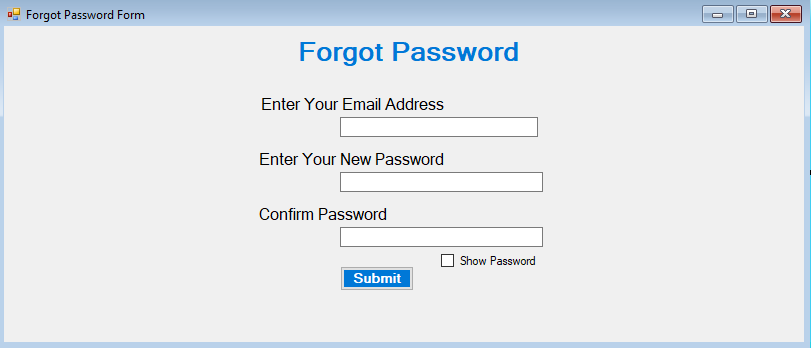 Forgot Password Form
Forgot Password
Enter Your Email Address
Enter Your New Password
Confirm Password
Show Password
Submit